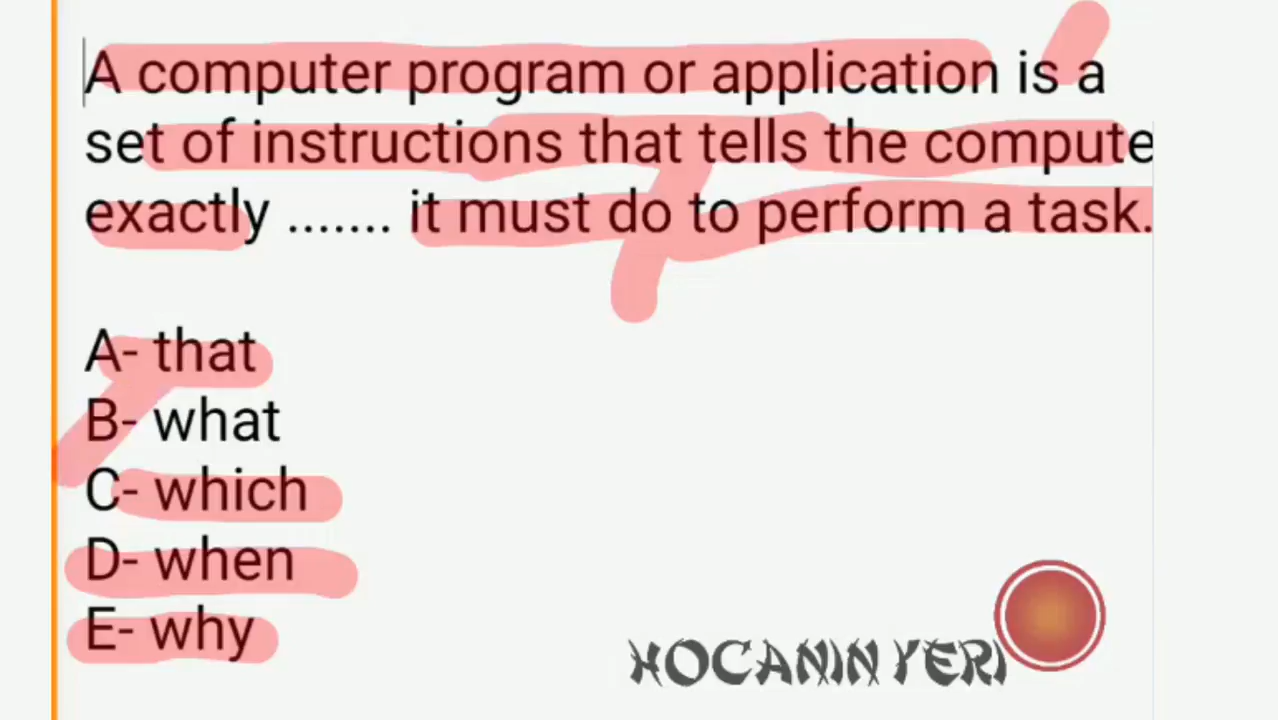 A computer program or application is a
set of instructions that tells the compute
exactly ....... it must do to perform a task.
A- that
B- what
C- which
D- when
E- why
HOCANIN YERI